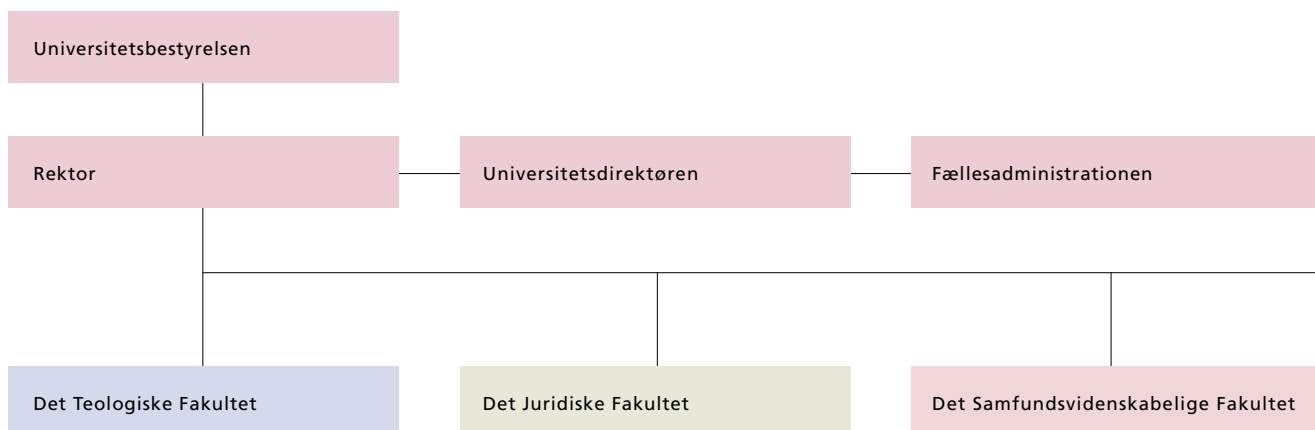 Universitetsbestyrelsen
Rektor
Universitetsdirektøren
Fællesadministrationen
Det Teologiske Fakultet
Det Juridiske Fakultet
Det Samfundsvidenskabelige Fakultet